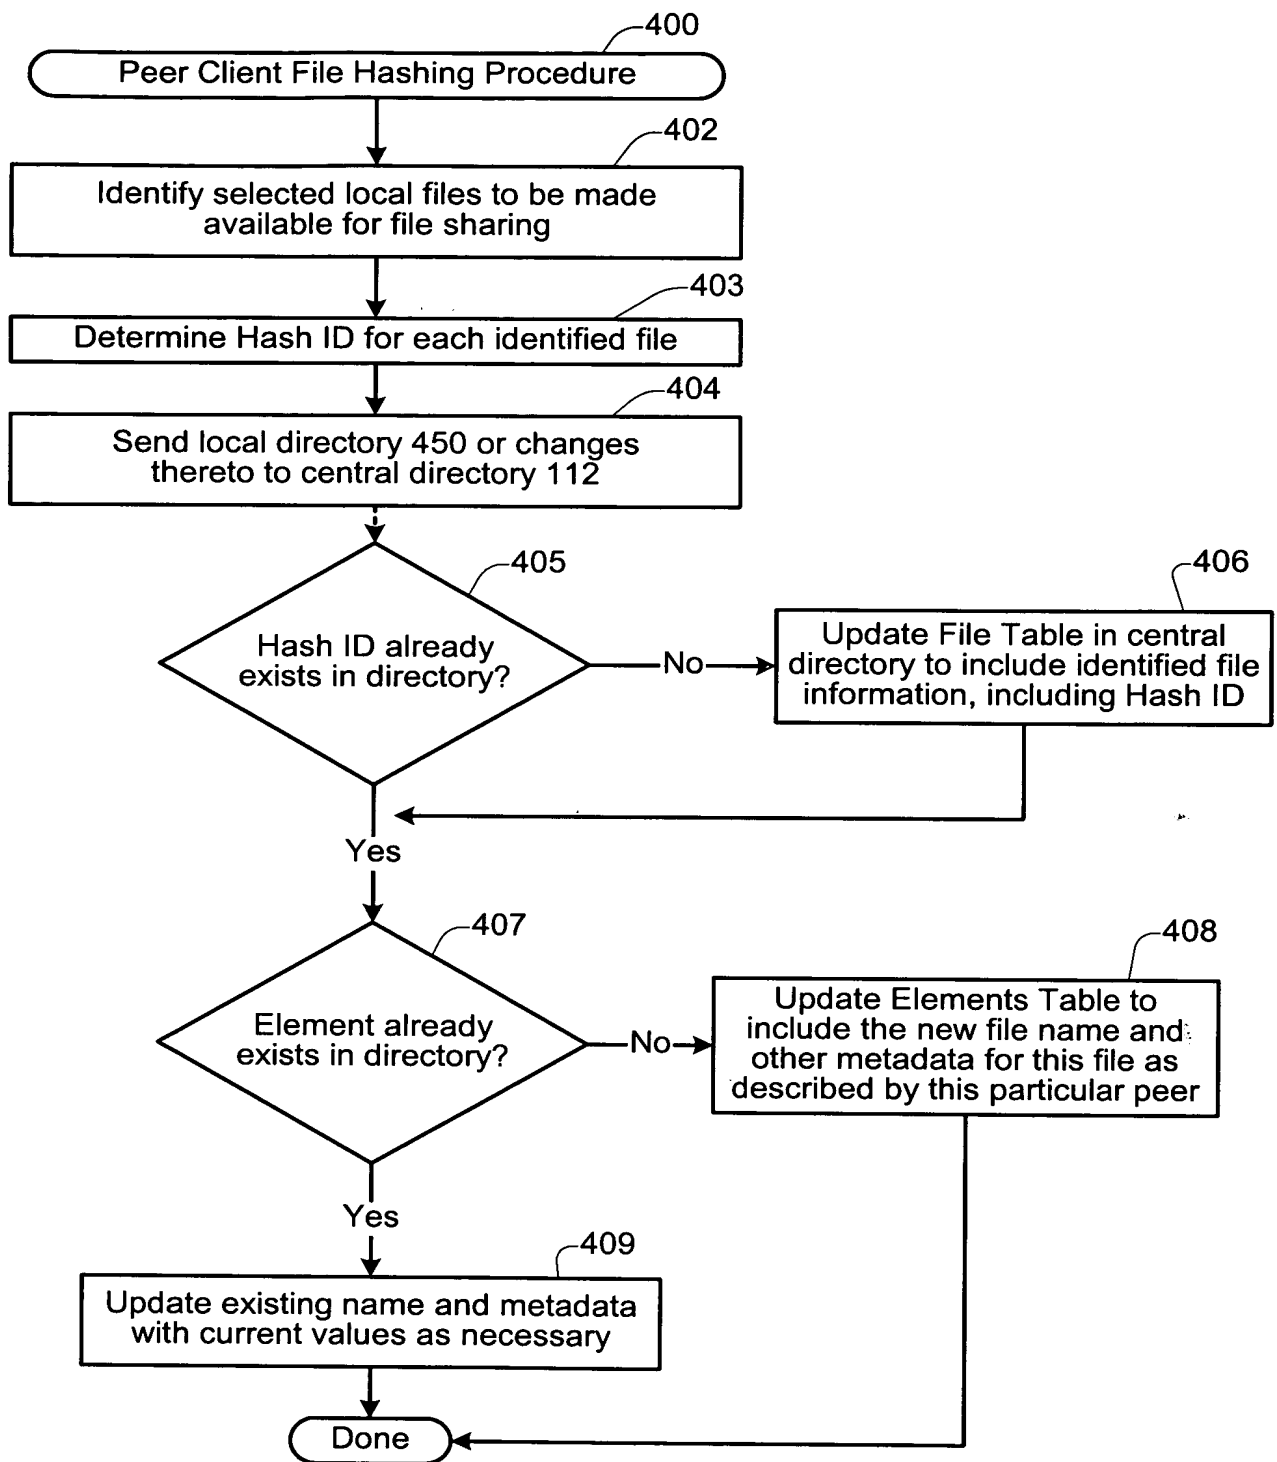 400
Peer Client File Hashing Procedure
402
Identify selected local files to be made
available for file sharing
403
Determine Hash ID for each identified file
404
Send local directory 450 or changes
thereto to central directory 112
405
Hash ID already
exists in directory?
No
406
Update File Table in central
directory to include identified file
information, including Hash ID
Yes
407
Element already
exists in directory?
No
408
Update Elements Table to
include the new file name and
other metadata for this file as
described by this particular peer
Yes
409
Update existing name and metadata
with current values as necessary
Done